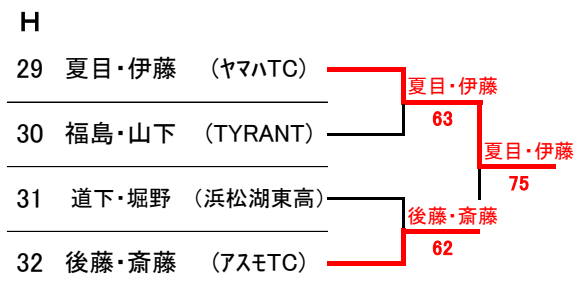 H
29 夏目・伊藤 (ヤマハTC)
夏目・伊藤
63
30 福島・山下 (TYRANT)
夏目・伊藤
75
31 道下・堀野 (浜松湖東高)
後藤・斎藤
62
32 後藤・斎藤 (アスモTC)